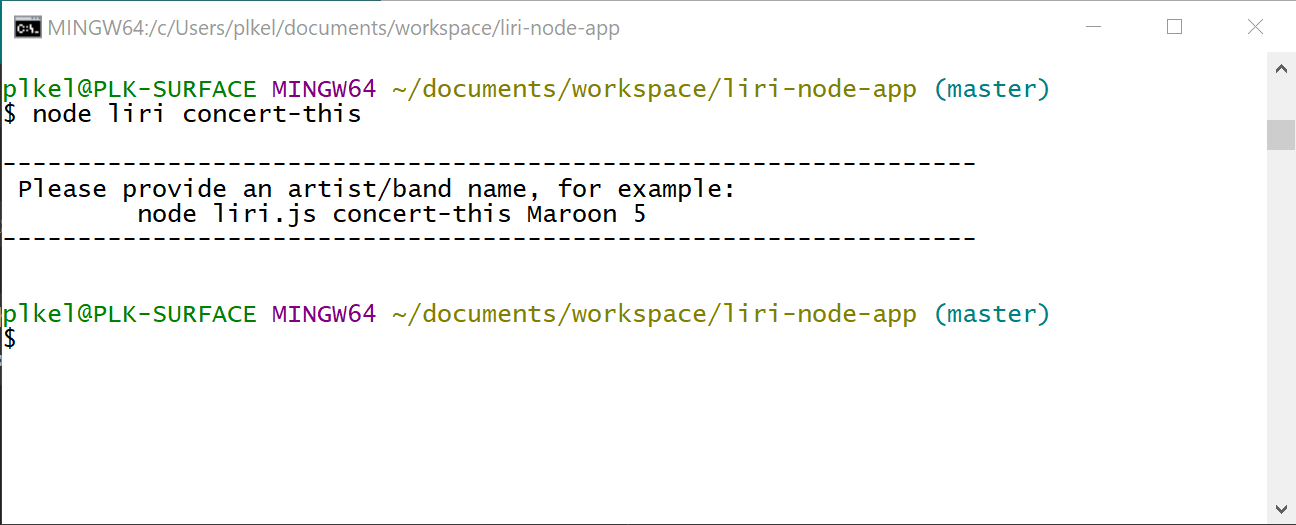 MINGW64:/c/Users/plkel/documents/workspace/liri-node-app
plkel@PLK-SURFACE MINGW64 ~/documents/workspace/liri-node-app (master)
$ node liri concert-this
-----------------------------------------------------------------
Please provide an artist/band name, for example:
node liri.js concert-this Maroon 5
-----------------------------------------------------------------
plkel@PLK-SURFACE MINGW64 ~/documents/workspace/liri-node-app (master)
$